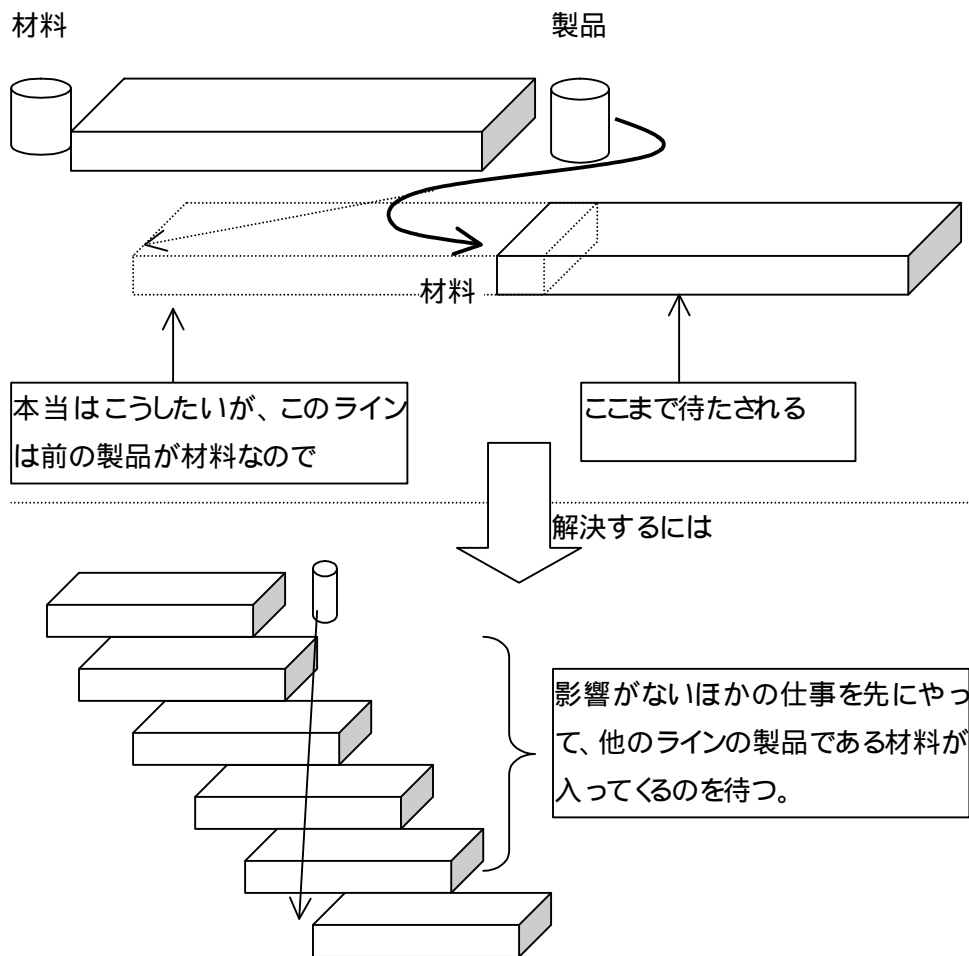 材料
製品
材料
本当はこうしたいが、このライン
は前の製品が材料なので
ここまで待たされる
解決するには
影響がないほかの仕事を先にやっ
て、他のラインの製品である材料が
入ってくるのを待つ。